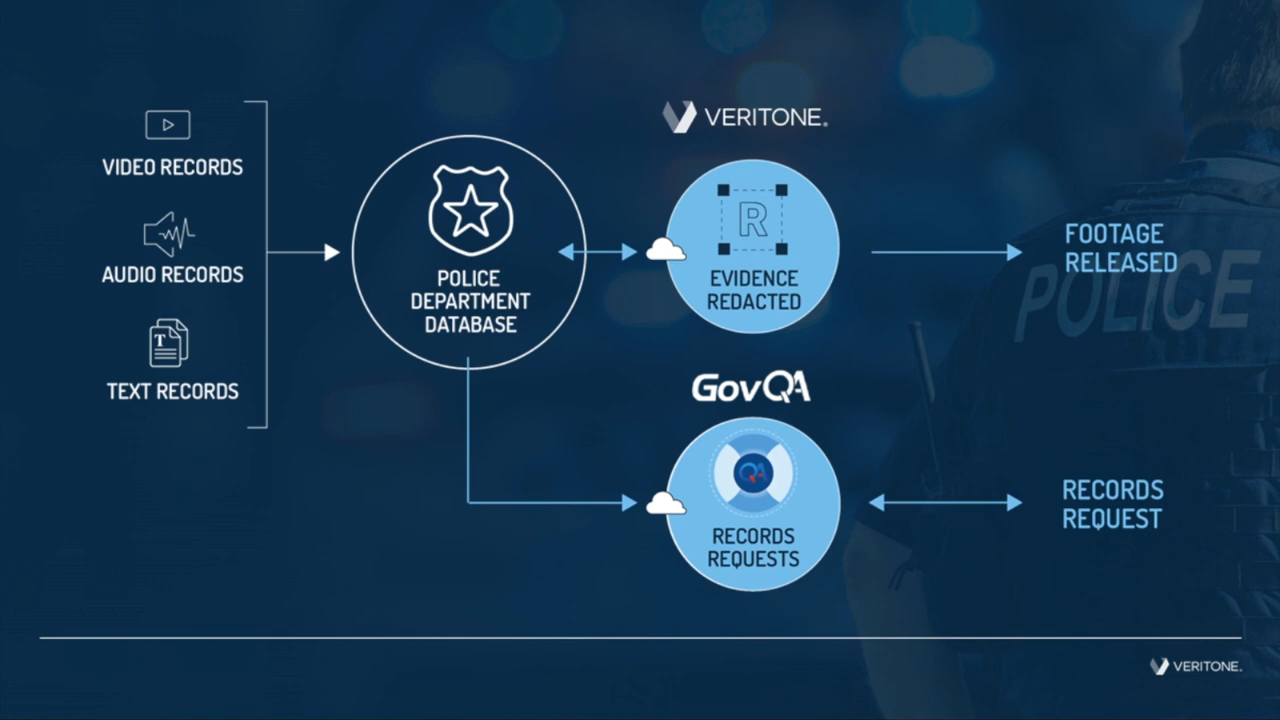 VERITONE®
VIDEO RECORDS
AUDIO RECORDS
T
TEXT RECORDS
POLICE
DEPARTMENT
DATABASE
R
EVIDENCE
REDACTED
FOOTAGE
RELEASED
POLICE
GovQA
QA
RECORDS
REQUESTS
RECORDS
REQUEST
VERITONE®